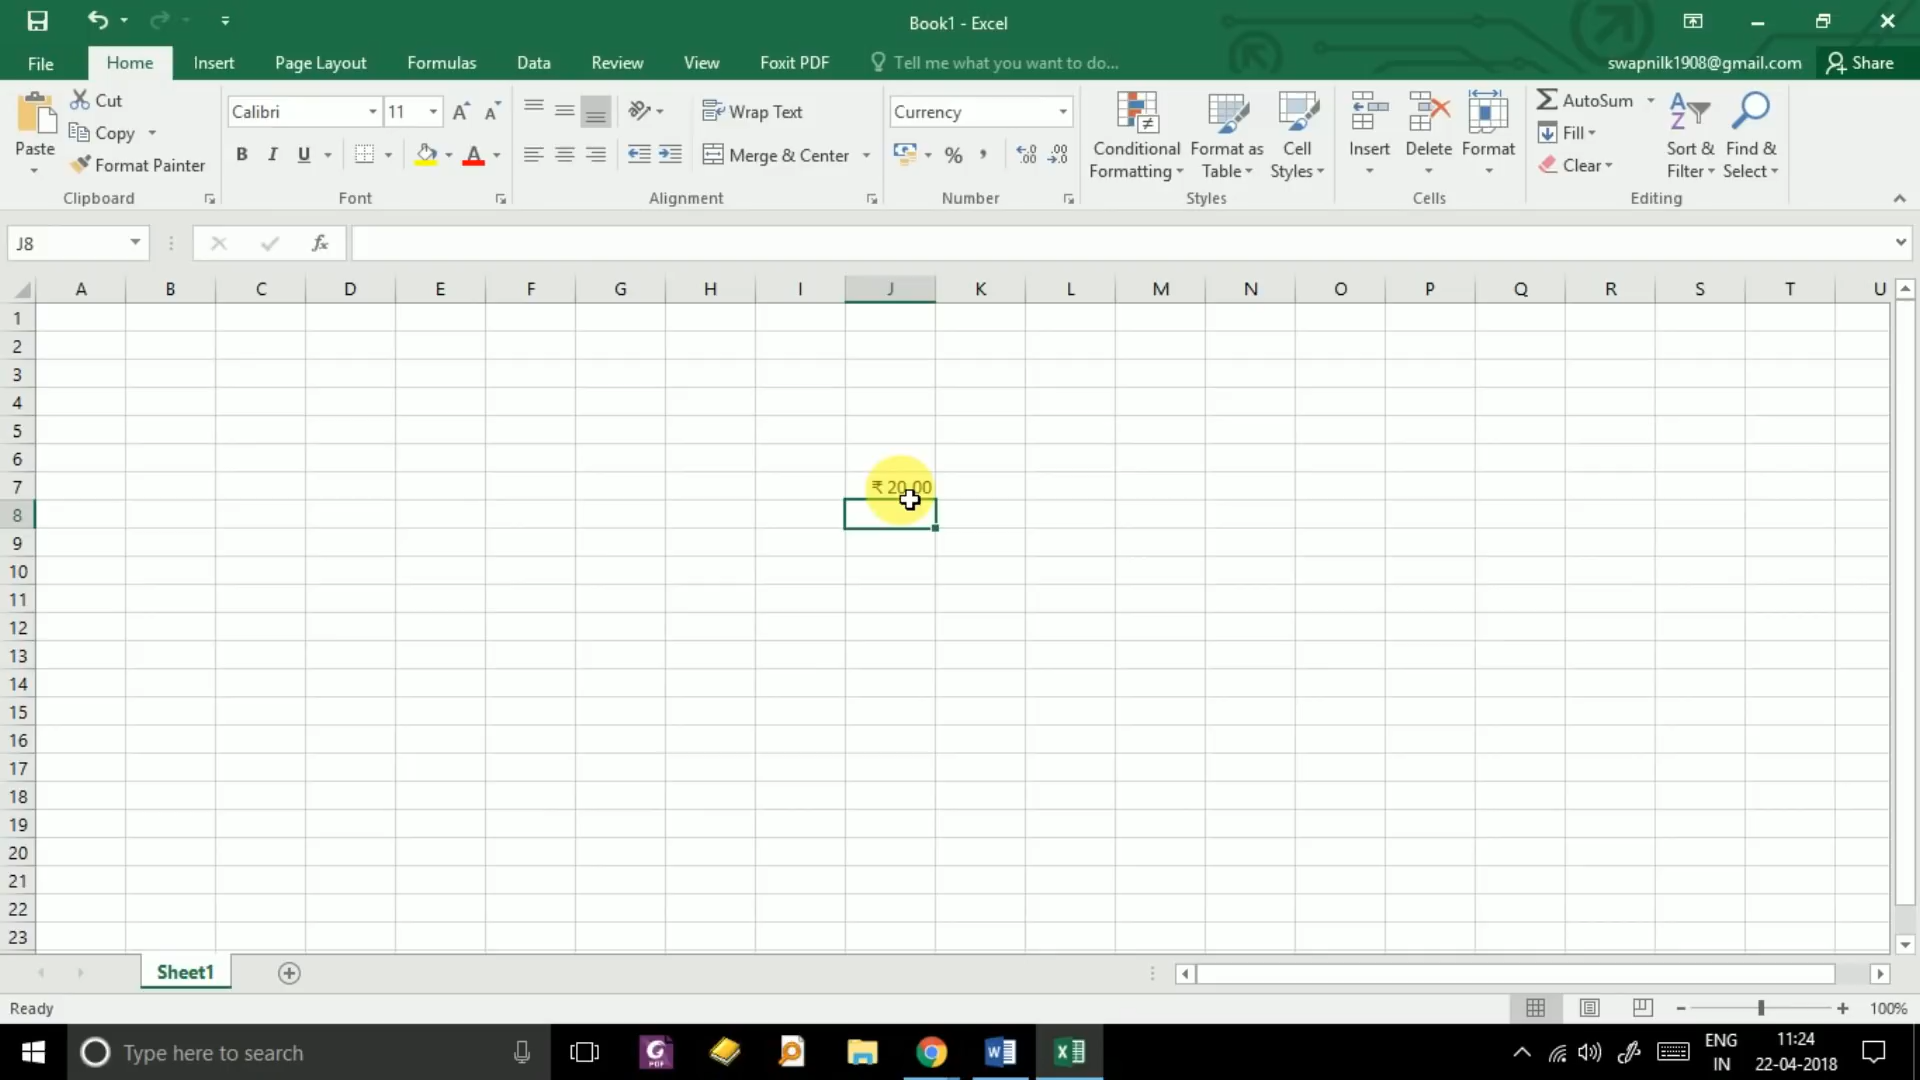 Book1 - Excel
File Home Insert Page Layout Formulas Data Review View Foxit PDF Tell me what you want to do... swapnilk1908@gmail.com Share
Paste
Cut
Copy
Format Painter
Clipboard
Calibri 11
B I U A
Font
Wrap Text
Merge & Center
Alignment
Currency
% , .00 .0
Number
Conditional Formatting
Format as Table
Cell Styles
Styles
Insert
Delete
Format
Cells
AutoSum
Fill
Clear
Sort & Filter
Find & Select
Editing
J8 fx
A B C D E F G H I J K L M N O P Q R S T U
1
2
3
4
5
6
7 ₹ 20.00
8
9
10
11
12
13
14
15
16
17
18
19
20
21
22
23
Sheet1
Ready 100%
Type here to search
ENG
IN
11:24
22-04-2018